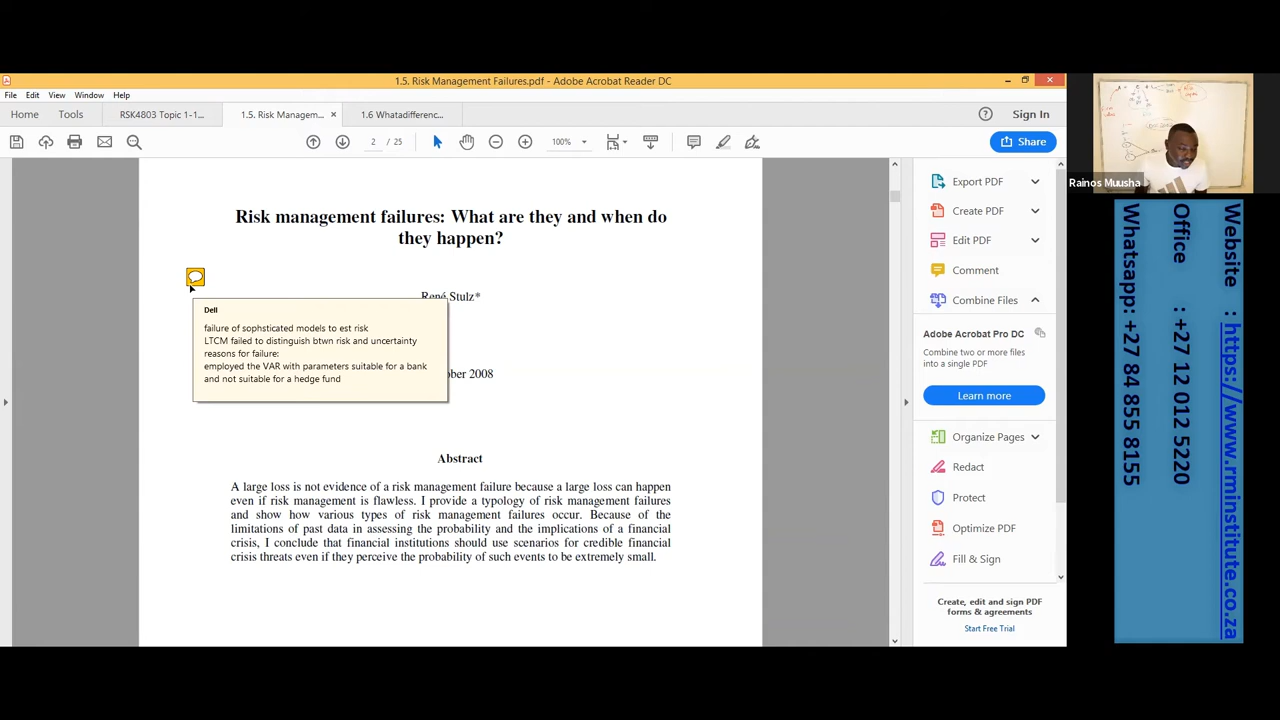 1.5. Risk Management Failures.pdf - Adobe Acrobat Reader DC
File Edit View Window Help
Home Tools RSK4803 Topic 1-1... 1.5. Risk Managem... × 1.6 Whatadifferenc... Sign In
2 / 25 100% Share
Risk management failures: What are they and when do
they happen?
René Stulz*
Dell
failure of sophsticated models to est risk
LTCM failed to distinguish btwn risk and uncertainty
reasons for failure:
employed the VAR with parameters suitable for a bank
and not suitable for a hedge fund
ober 2008
Abstract
A large loss is not evidence of a risk management failure because a large loss can happen
even if risk management is flawless. I provide a typology of risk management failures
and show how various types of risk management failures occur. Because of the
limitations of past data in assessing the probability and the implications of a financial
crisis, I conclude that financial institutions should use scenarios for credible financial
crisis threats even if they perceive the probability of such events to be extremely small.
Export PDF
Create PDF
Edit PDF
Comment
Combine Files
Adobe Acrobat Pro DC
Combine two or more files
into a single PDF
Learn more
Organize Pages
Redact
Protect
Optimize PDF
Fill & Sign
Create, edit and sign PDF
forms & agreements
Start Free Trial
Rainos Muusha
Website : https://www.rminstitute.co.za
Office : +27 12 012 5220
Whatsapp: +27 84 855 8155